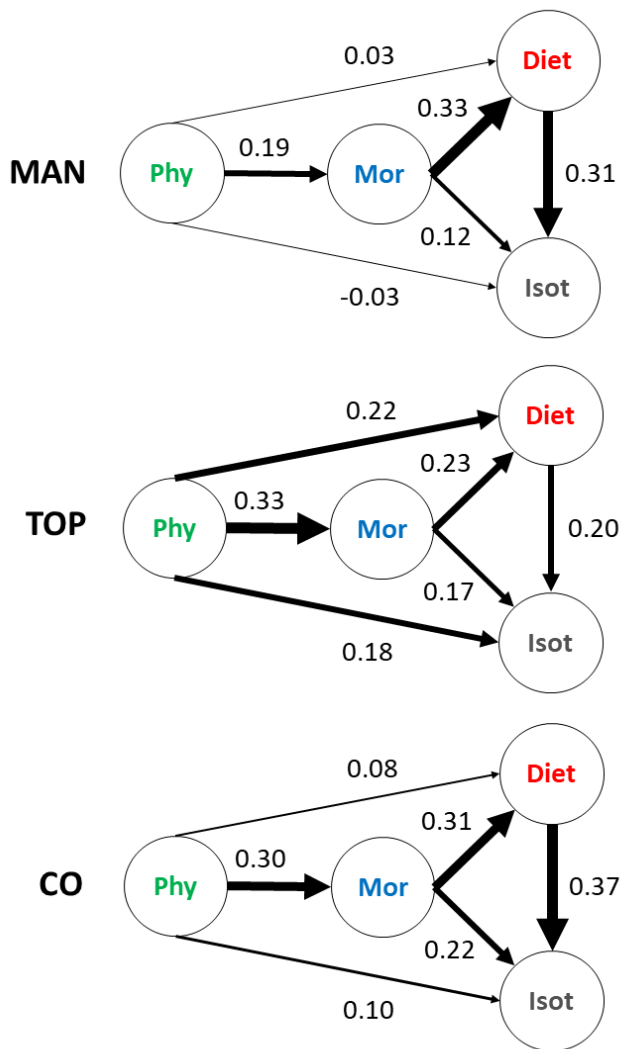 0.03
Diet
0.33
0.19
MAN
Phy
Mor
0.31
0.12
Isot
-0.03
0.22
Diet
0.23
0.33
TOP
Phy
Mor
0.20
0.17
Isot
0.18
0.08
Diet
0.31
0.30
CO
Phy
Mor
0.37
0.22
Isot
0.10